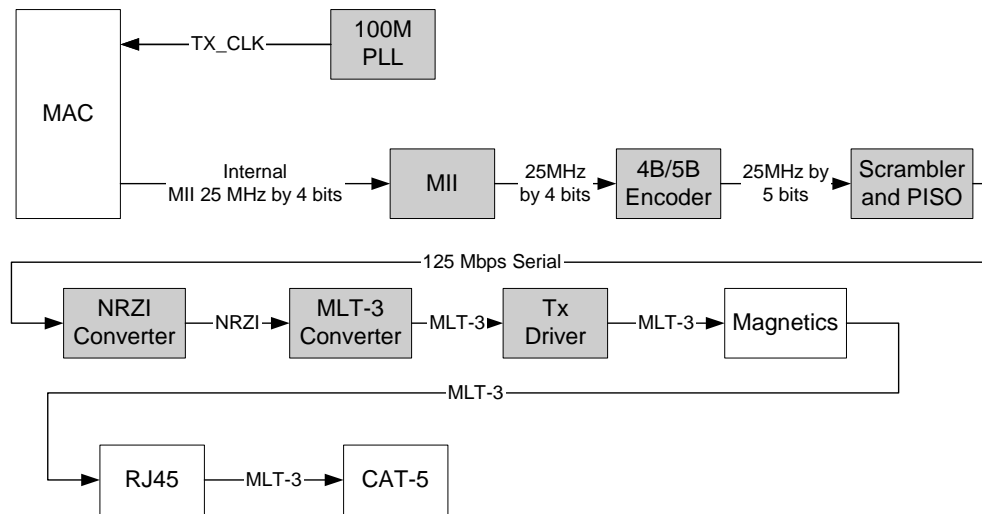 100M
PLL
TX_CLK
MAC
Internal
MII 25 MHz by 4 bits
MII
25MHz
by 4 bits
4B/5B
Encoder
25MHz by
5 bits
Scrambler
and PISO
125 Mbps Serial
NRZI
Converter
NRZI
MLT-3
Converter
MLT-3
Tx
Driver
MLT-3
Magnetics
MLT-3
RJ45
MLT-3
CAT-5